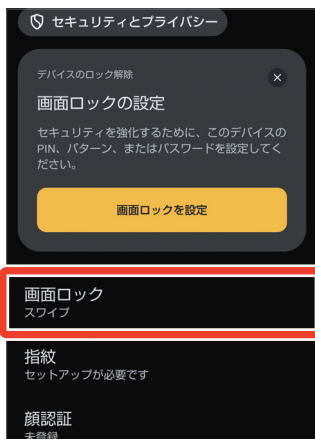 セキュリティとプライバシー
デバイスのロック解除
画面ロックの設定
セキュリティを強化するために、このデバイスの
PIN、パターン、またはパスワードを設定してく
ださい。
画面ロックを設定
画面ロック
スワイプ
指紋
セットアップが必要です
顔認証
未登録